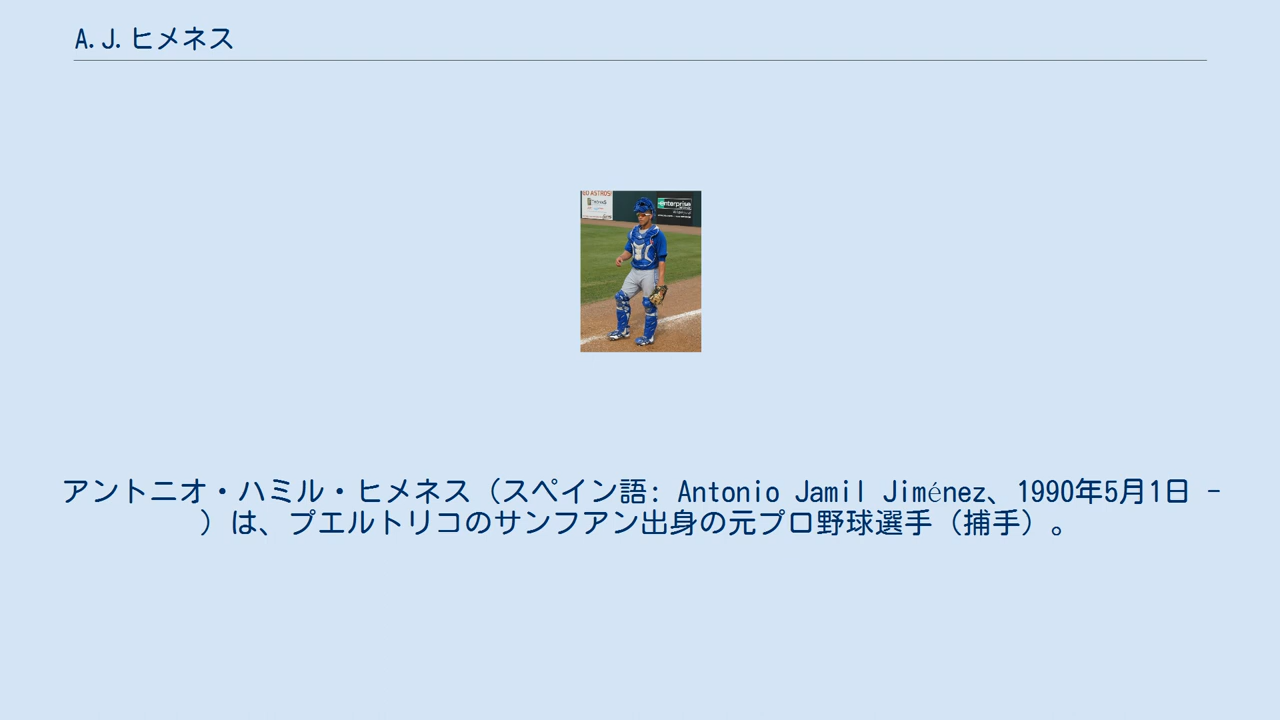 A.J.ヒメネス
ED ASTROS
enterprise
アントニオ・ハミル・ヒメネス（スペイン語: Antonio Jamil Jiménez、1990年5月1日 -
）は、プエルトリコのサンフアン出身の元プロ野球選手（捕手）。